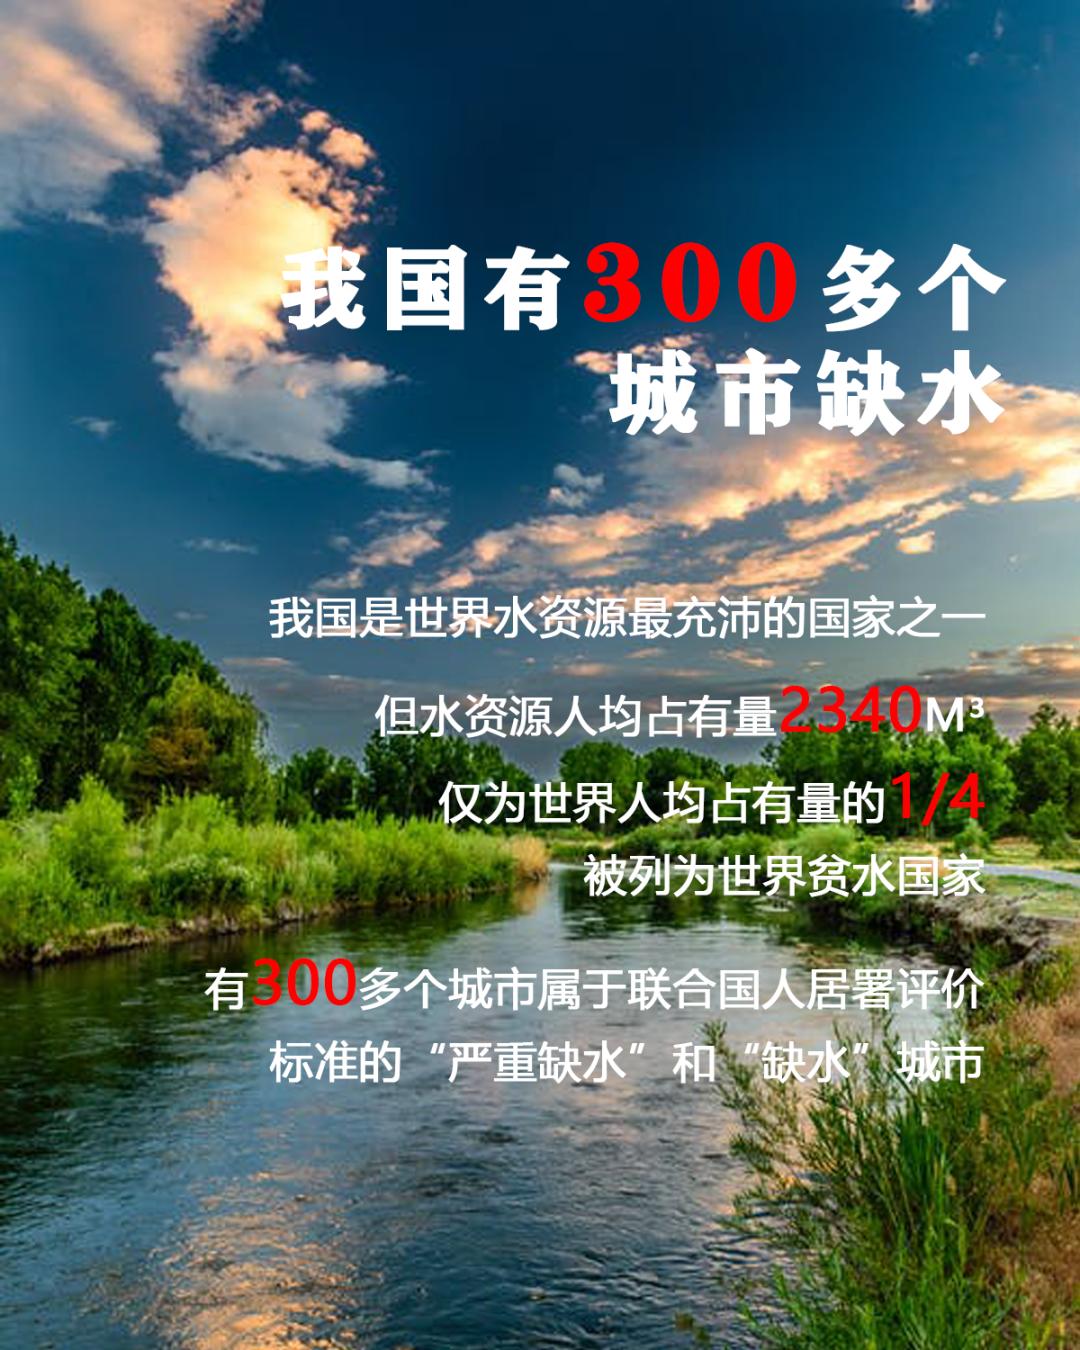 我国有300多个
城市缺水
我国是世界水资源最充沛的国家之一
但水资源人均占有量2340M³
仅为世界人均占有量的1/4
被列为世界贫水国家
有300多个城市属于联合国人居署评价
标准的“严重缺水”和“缺水”城市